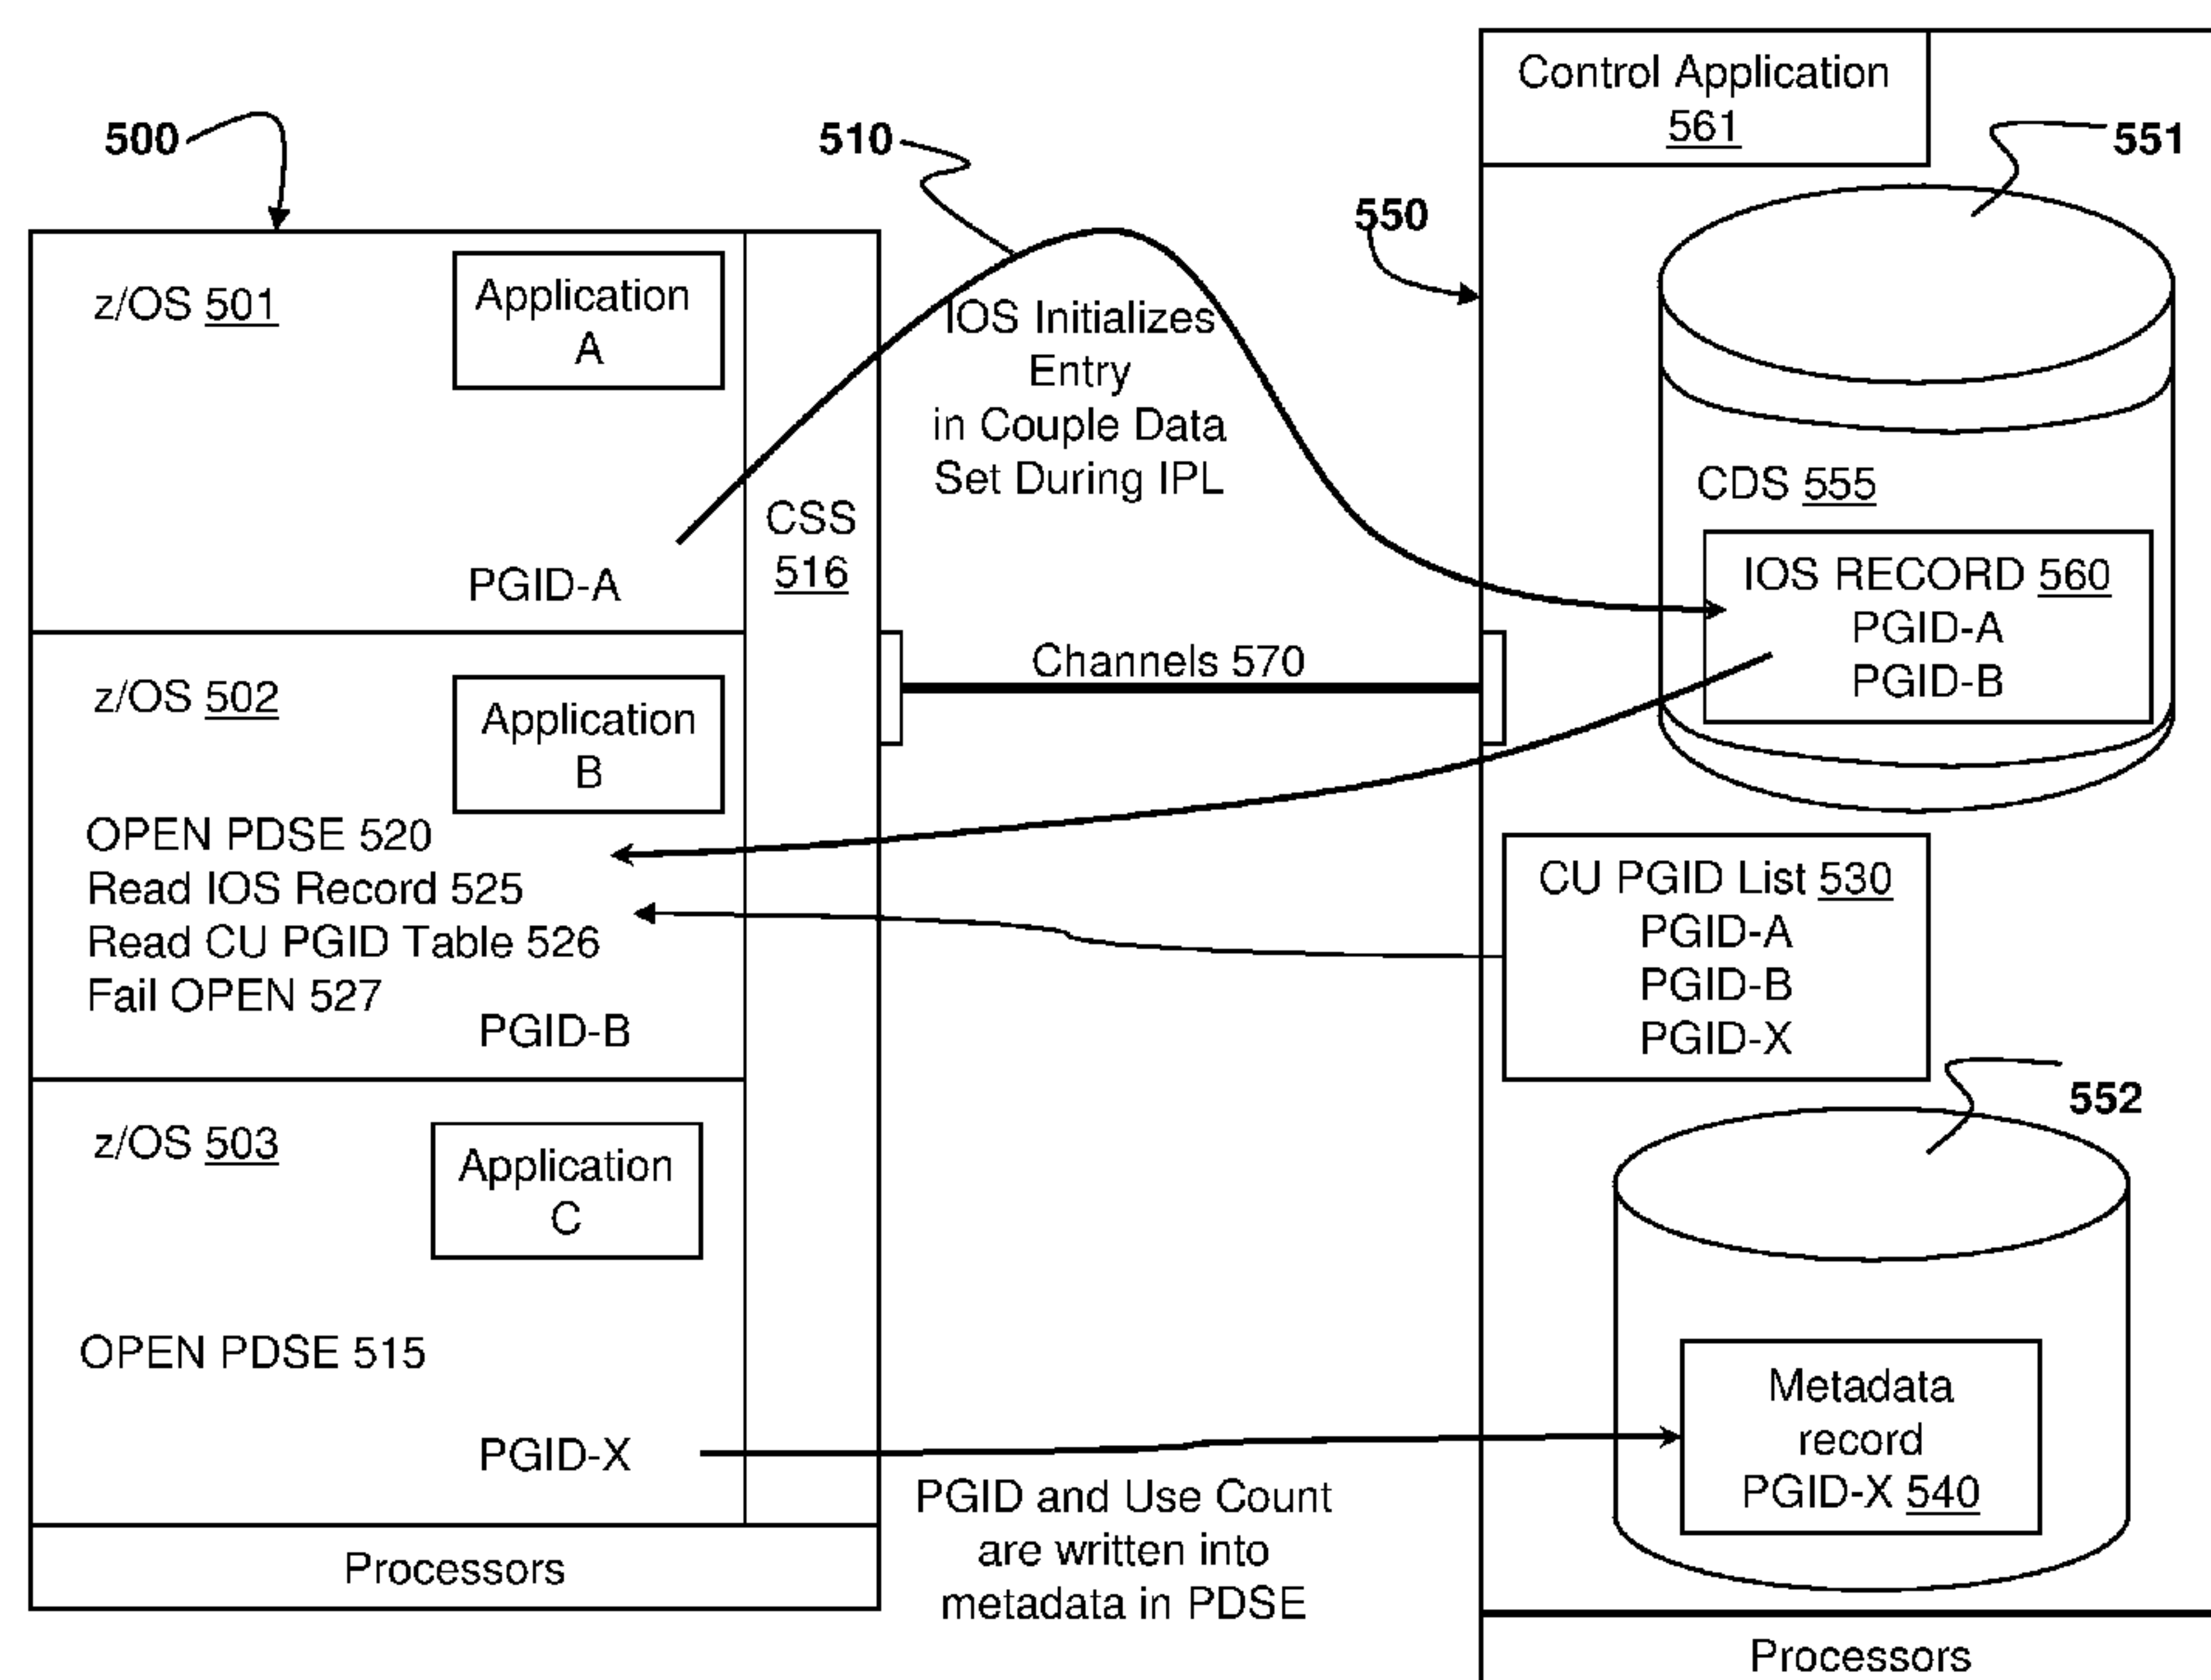 500
z/OS 501
Application
A
PGID-A
z/OS 502
Application
B
OPEN PDSE 520
Read IOS Record 525
Read CU PGID Table 526
Fail OPEN 527
PGID-B
z/OS 503
Application
C
OPEN PDSE 515
PGID-X
Processors
CSS
516
510
IOS Initializes
Entry
in Couple Data
Set During IPL
Channels 570
PGID and Use Count
are written into
metadata in PDSE
550
Control Application
561
551
CDS 555
IOS RECORD 560
PGID-A
PGID-B
CU PGID List 530
PGID-A
PGID-B
PGID-X
552
Metadata
record
PGID-X 540
Processors